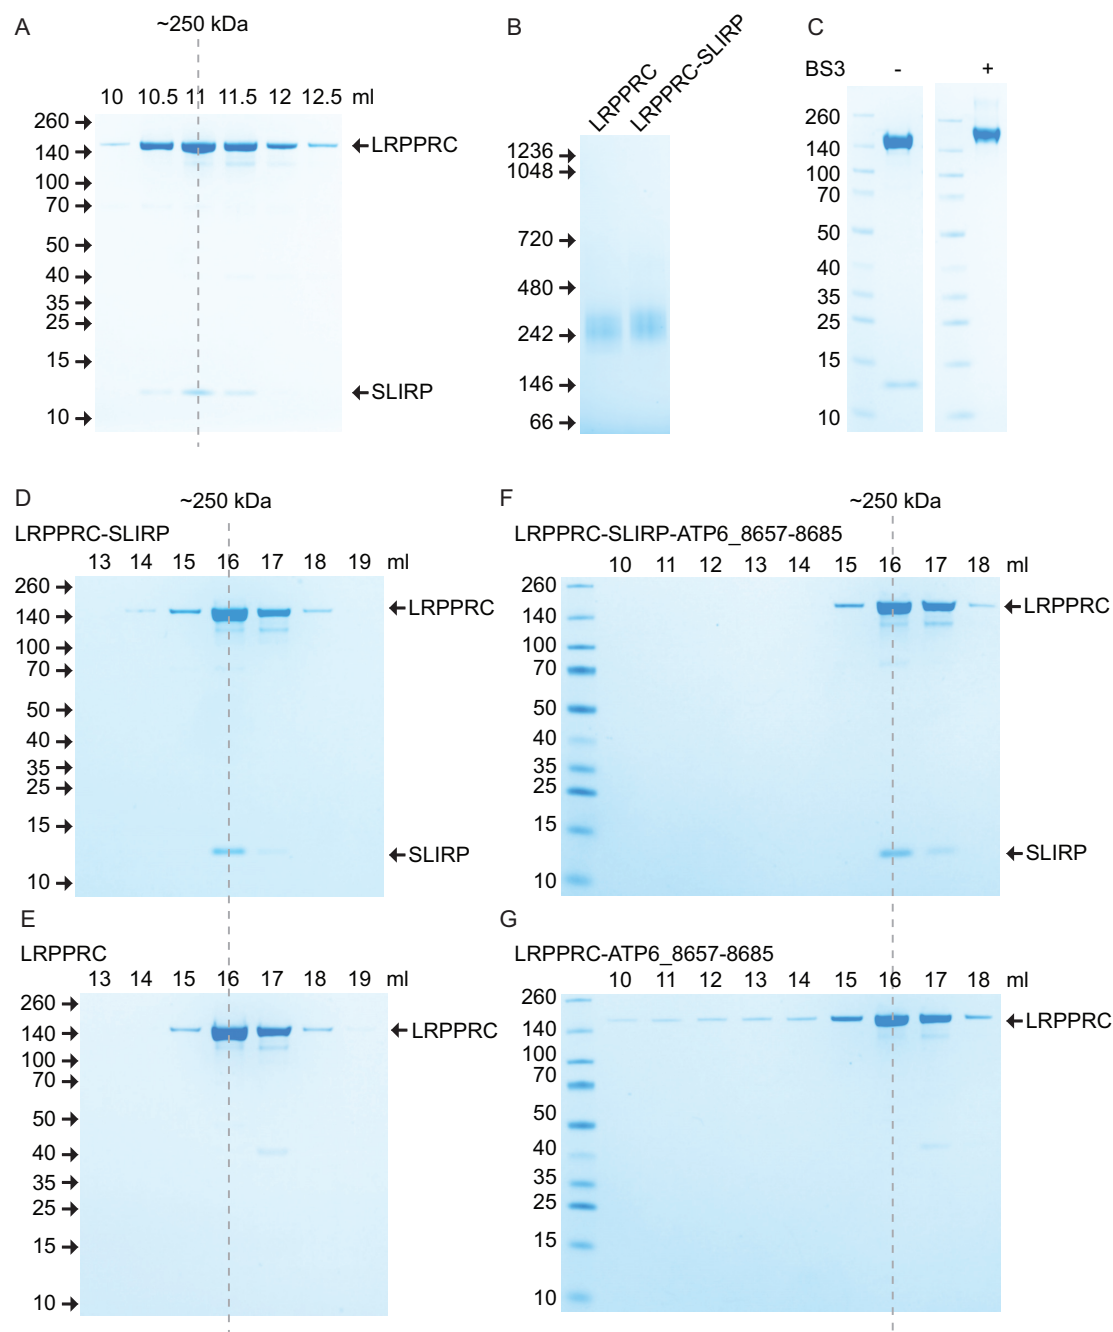 A
~250 kDa
10 10.5 11 11.5 12 12.5 ml
260
140
100
70
50
40
35
25
15
10
LRPPRC
SLIRP
B
LRPPRC
LRPPRC-SLIRP
1236
1048
720
480
242
146
66
C
BS3 - +
260
140
100
70
50
40
35
25
15
10
D
~250 kDa
LRPPRC-SLIRP
13 14 15 16 17 18 19 ml
260
140
100
70
50
40
35
25
15
10
LRPPRC
SLIRP
E
LRPPRC
13 14 15 16 17 18 19 ml
260
140
100
70
50
40
35
25
15
10
LRPPRC
F
~250 kDa
LRPPRC-SLIRP-ATP6_8657-8685
10 11 12 13 14 15 16 17 18 ml
260
140
100
70
50
40
35
25
15
10
LRPPRC
SLIRP
G
LRPPRC-ATP6_8657-8685
10 11 12 13 14 15 16 17 18 ml
260
140
100
70
50
40
35
25
15
10
LRPPRC